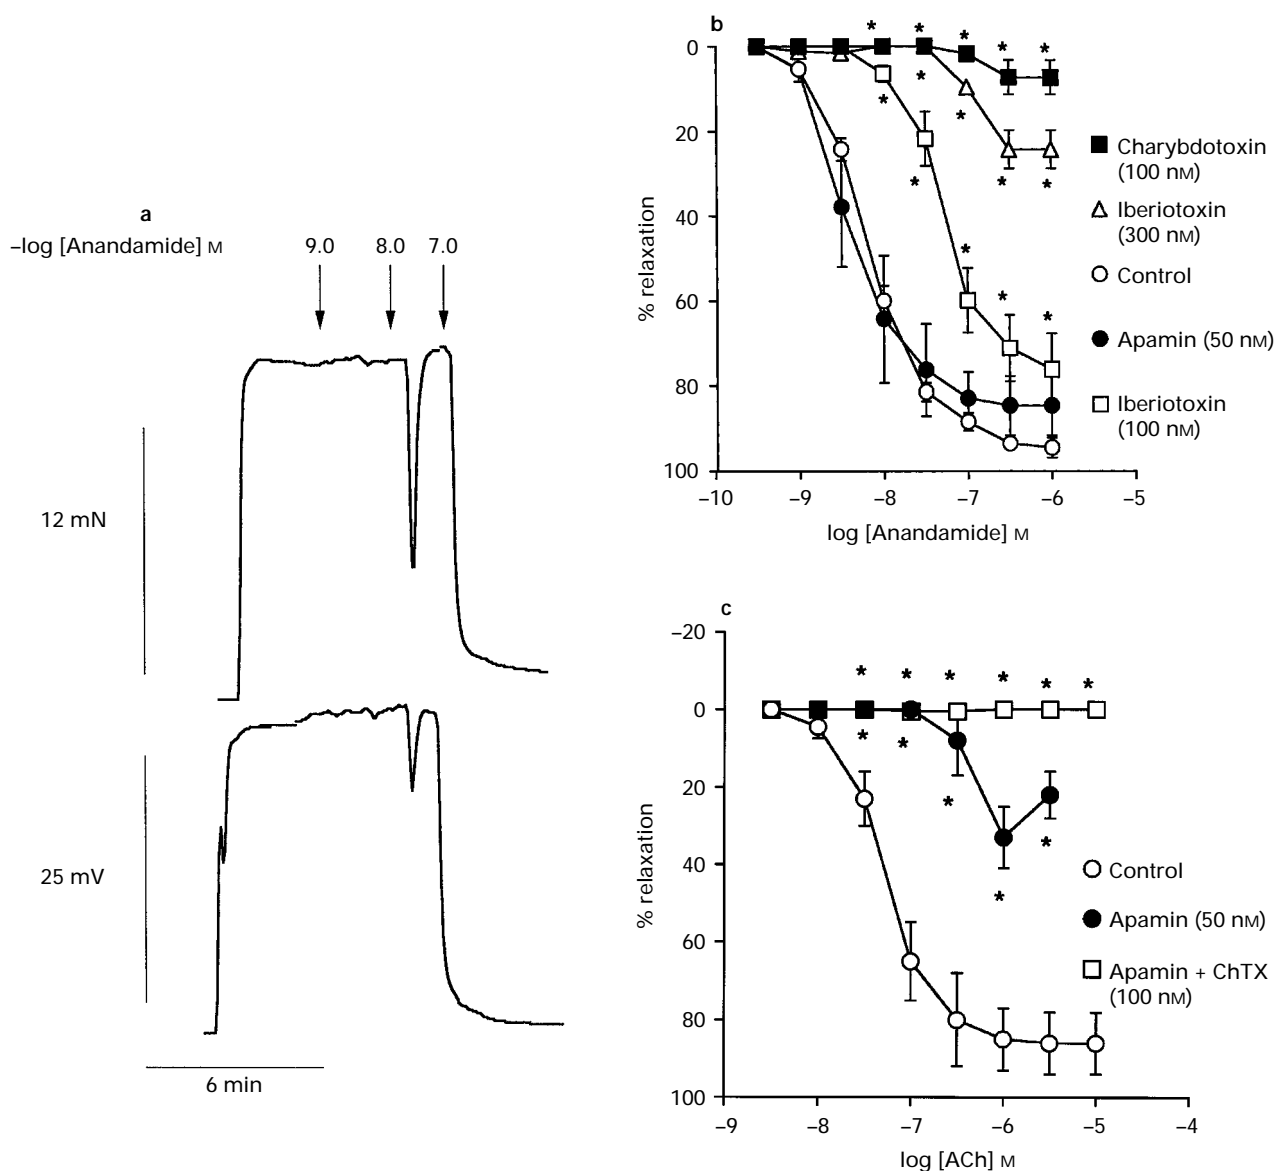 a
–log [Anandamide] M
9.0 8.0 7.0
12 mN
25 mV
6 min
b
0
20
40
60
80
100
% relaxation
–10 –9 –8 –7 –6 –5
log [Anandamide] M
* * * * *
* * *
* * *
* * *
Charybdotoxin
(100 nM)
Iberiotoxin
(300 nM)
Control
Apamin (50 nM)
Iberiotoxin
(100 nM)
c
–20
0
20
40
60
80
100
% relaxation
–9 –8 –7 –6 –5 –4
log [ACh] M
* * * * * *
* * * * *
Control
Apamin (50 nM)
Apamin + ChTX
(100 nM)